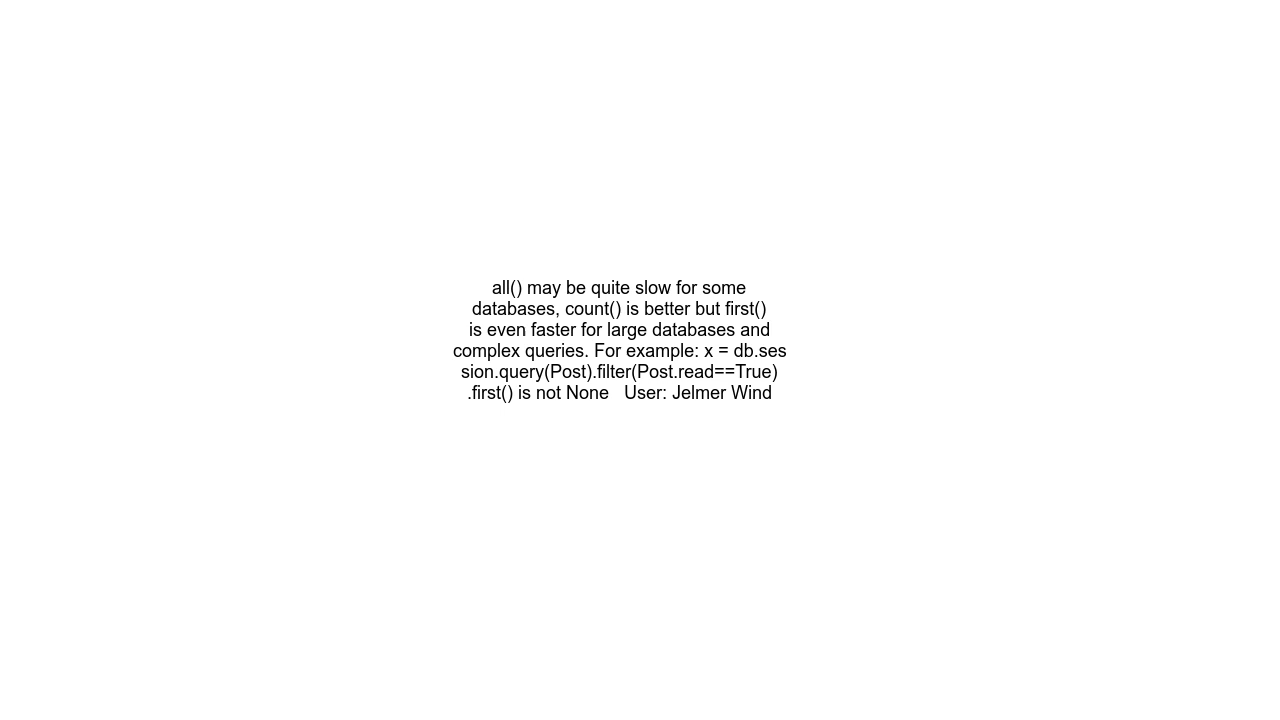 all() may be quite slow for some
databases, count() is better but first()
is even faster for large databases and
complex queries. For example: x = db.ses
sion.query(Post).filter(Post.read==True)
.first() is not None   User: Jelmer Wind